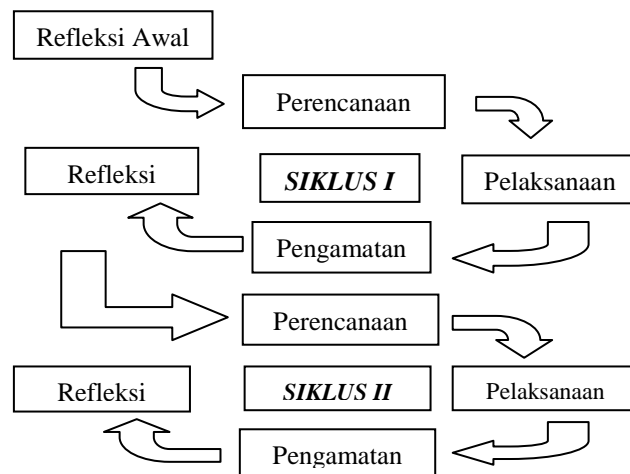 Refleksi Awal
Perencanaan
Refleksi
SIKLUS I
Pelaksanaan
Pengamatan
Perencanaan
Refleksi
SIKLUS II
Pelaksanaan
Pengamatan